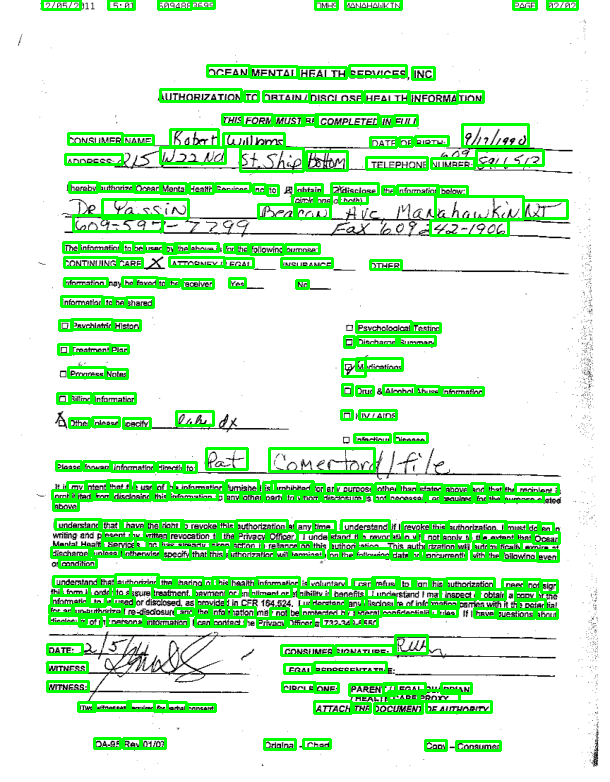 12/05/2011 15:01 6094886695 OMHS MANAHAWKIN PAGE 02/02
OCEAN MENTAL HEALTH SERVICES, INC
AUTHORIZATION TO OBTAIN / DISCLOSE HEALTH INFORMATION
THIS FORM MUST BE COMPLETED IN FULL
CONSUMER NAME: Robert Williams DATE OF BIRTH: 9/17/1990
ADDRESS: 215 W 22 Nd St. Ship Bottom TELEPHONE NUMBER: 609
I hereby authorize Ocean Mental Health Services, Inc to obtain disclose the information below:
(circle one or both)
Dr Yassin Beacon Ave, Manahawkin NJ
609-597-7799 Fax 609 242-1906
The information to be used by the above is for the following purpose:
CONTINUING CARE X ATTORNEY / LEGAL INSURANCE OTHER
Information may be faxed to the receiver Yes No
Information to be shared
Psychiatric History Psychological Testing
Treatment Plan Discharge Summary
Progress Notes Medications
Billing Information Drug & Alcohol Abuse Information
Other, please specify labs, dx HIV / AIDS
Infectious Disease
Please forward information directly to: Pat Comerford / file
It is my intent that the use of this information furnished is prohibited for any purpose other than stated above and that the recipient is
prohibited from disclosing this information to any other party to whom disclosure is not necessary or required for the purpose stated
above.
I understand that I have the right to revoke this authorization at any time. I understand if I revoke this authorization I must do so in
writing and present my written revocation to the Privacy Officer. I understand the revocation will not apply to the extent that Ocean
Mental Health Services, Inc has already taken action in reliance on this authorization. This authorization will automatically expire at
discharge unless I otherwise specify that this authorization will terminate on the following date or concurrently with the following event
or condition
I understand that authorizing the sharing of this health information is voluntary. I can refuse to sign this authorization. I need not sign
this form in order to assure treatment, payment or enrollment or eligibility for benefits. I understand I may inspect or obtain a copy of the
information to be used or disclosed, as provided in CFR 164.524. I understand any disclosure of information carries with it the potential
for an unauthorized re-disclosure and the information may not be protected by federal confidentiality rules. If I have questions about
disclosure of my personal information I can contact the Privacy Officer at 732-349-5550
DATE: 2/5/11 CONSUMER SIGNATURE:
WITNESS LEGAL REPRESENTATIVE:
WITNESS: CIRCLE ONE: PARENT / LEGAL GUARDIAN
/ HEALTH CARE PROXY
Two witnesses required for verbal consent ATTACH THE DOCUMENT OF AUTHORITY
OA-95 Rev 01/07 Original - Chart Copy - Consumer